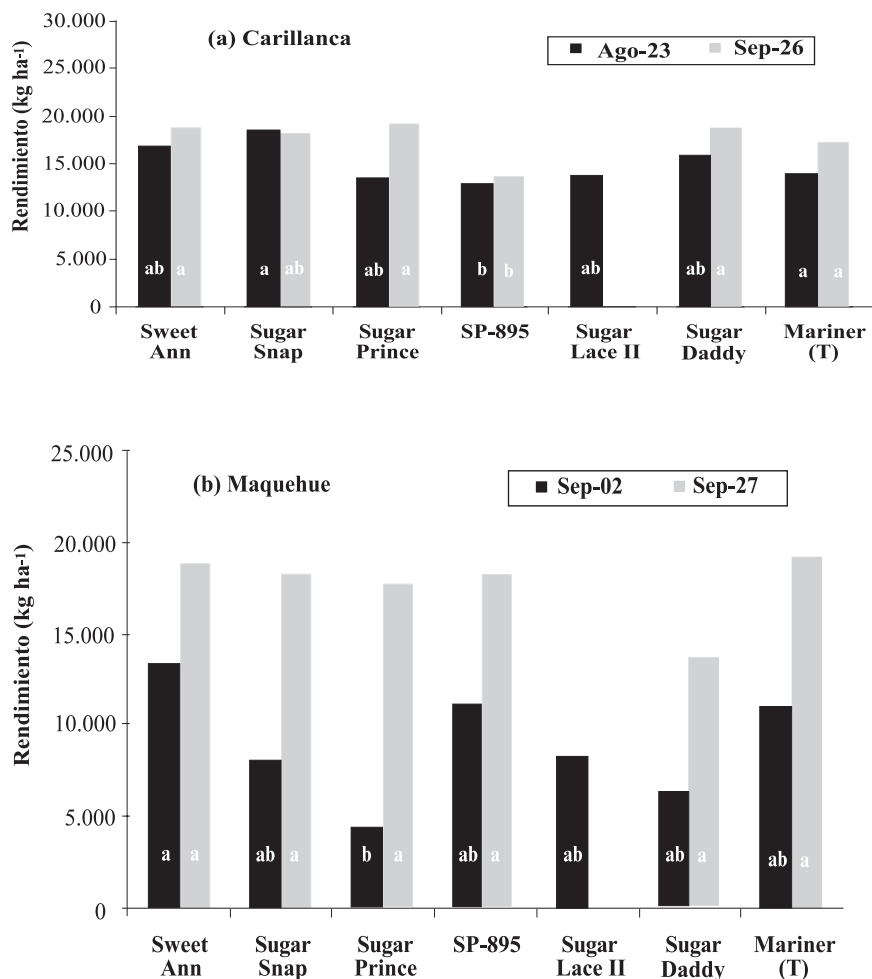 30.000
(a) Carillanca
Ago-23 Sep-26
25.000
20.000
15.000
10.000
5.000
0
Rendimiento (kg ha-1)
ab a a ab ab a b b ab ab a a a
Sweet Sugar Sugar SP-895 Sugar Sugar Mariner
Ann Snap Prince Lace II Daddy (T)
25.000
(b) Maquehue
Sep-02 Sep-27
20.000
15.000
10.000
5.000
0
Rendimiento (kg ha-1)
a a ab a b a ab a ab ab a ab a
Sweet Sugar Sugar SP-895 Sugar Sugar Mariner
Ann Snap Prince Lace II Daddy (T)